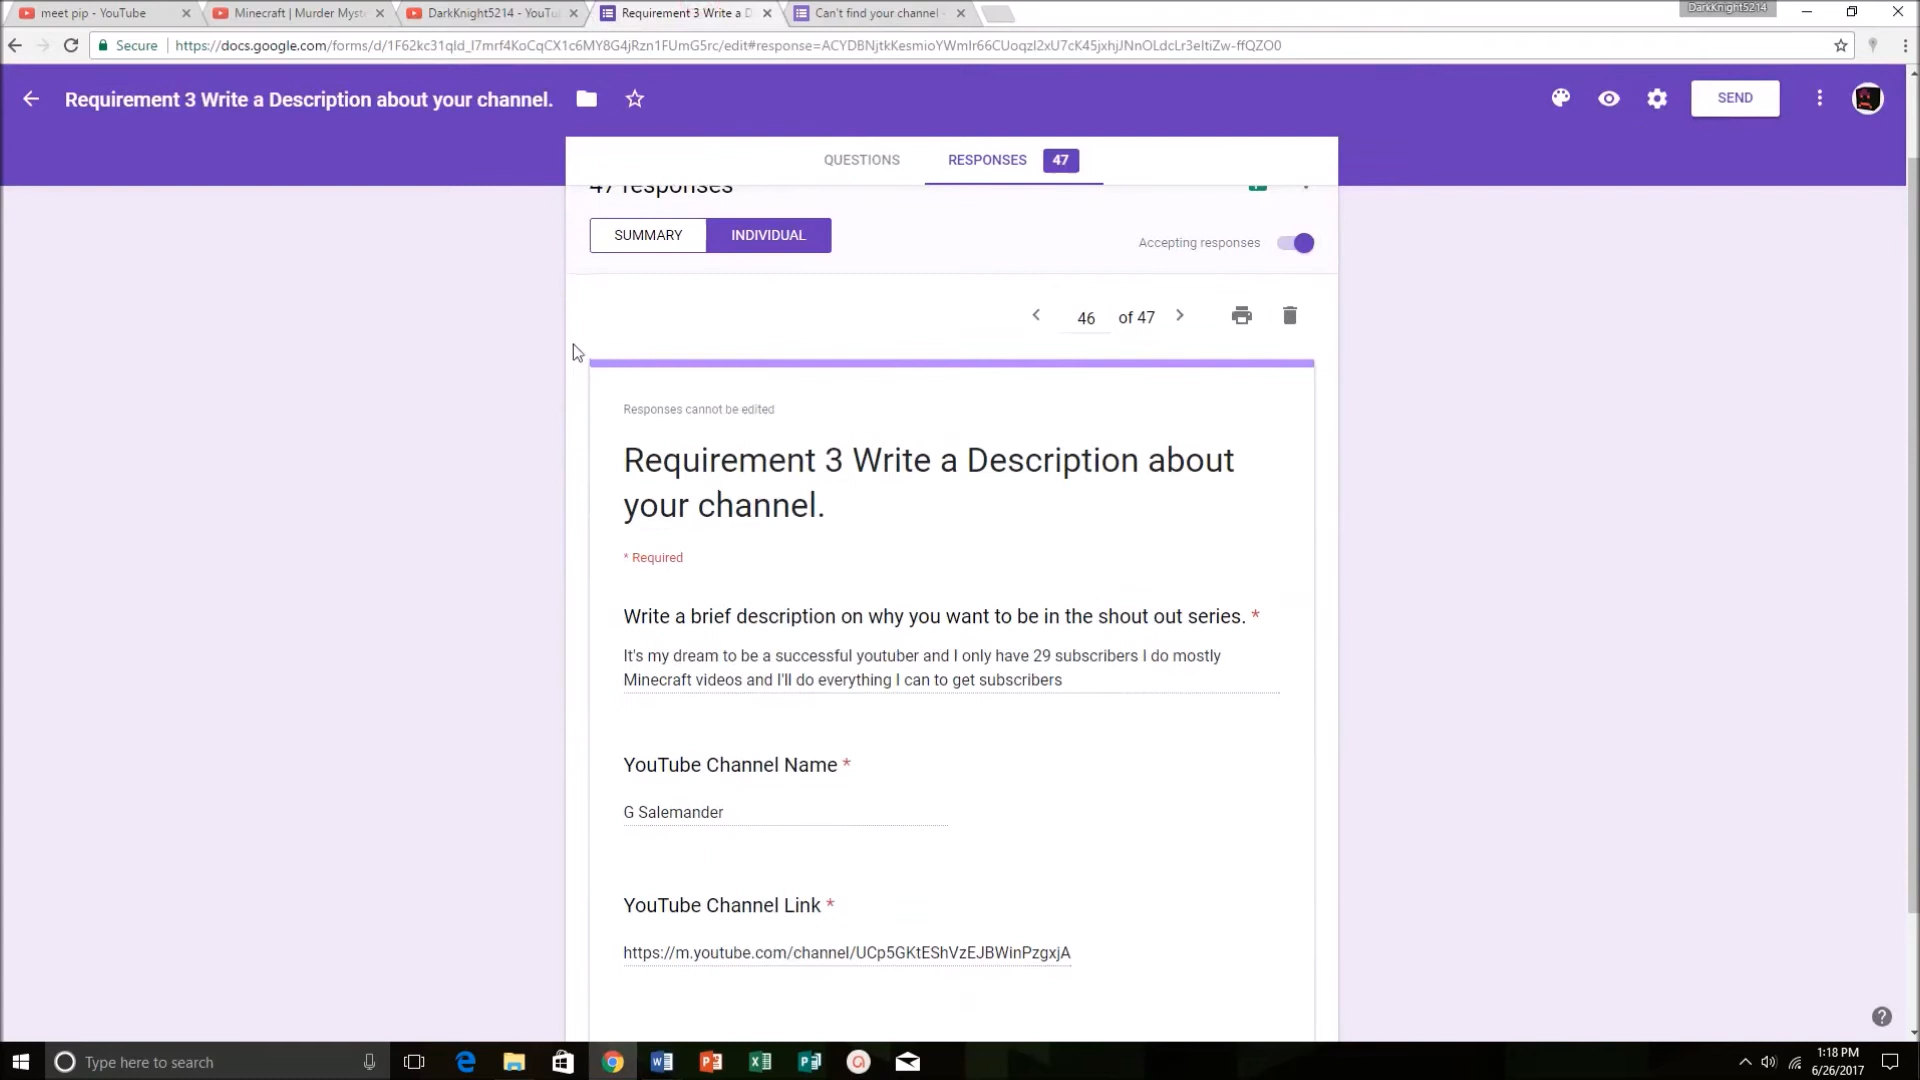 meet pip - YouTube
Minecraft | Murder Myst
DarkKnight5214 - YouTu
Requirement 3 Write a D
Can't find your channel -
DarkKnight5214
Secure
https://docs.google.com/forms/d/1F62kc31qId_I7mrf4KoCqCX1c6MY8G4jRzn1FUmG5rc/edit#response=ACYDBNjtkKesmioYWmIr66CUoqzI2xU7cK45jxhjJNnOLdcLr3eItiZw-ffQZO0
Requirement 3 Write a Description about your channel.
SEND
QUESTIONS
RESPONSES 47
47 responses
SUMMARY
INDIVIDUAL
Accepting responses
46 of 47
Responses cannot be edited
Requirement 3 Write a Description about
your channel.
* Required
Write a brief description on why you want to be in the shout out series. *
It's my dream to be a successful youtuber and I only have 29 subscribers I do mostly
Minecraft videos and I'll do everything I can to get subscribers
YouTube Channel Name *
G Salemander
YouTube Channel Link *
https://m.youtube.com/channel/UCp5GKtEShVzEJBWinPzgxjA
Type here to search
1:18 PM
6/26/2017